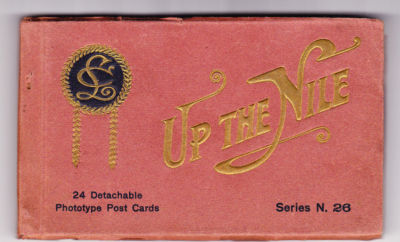 UP THE NILE
24 Detachable
Phototype Post Cards
Series N. 26